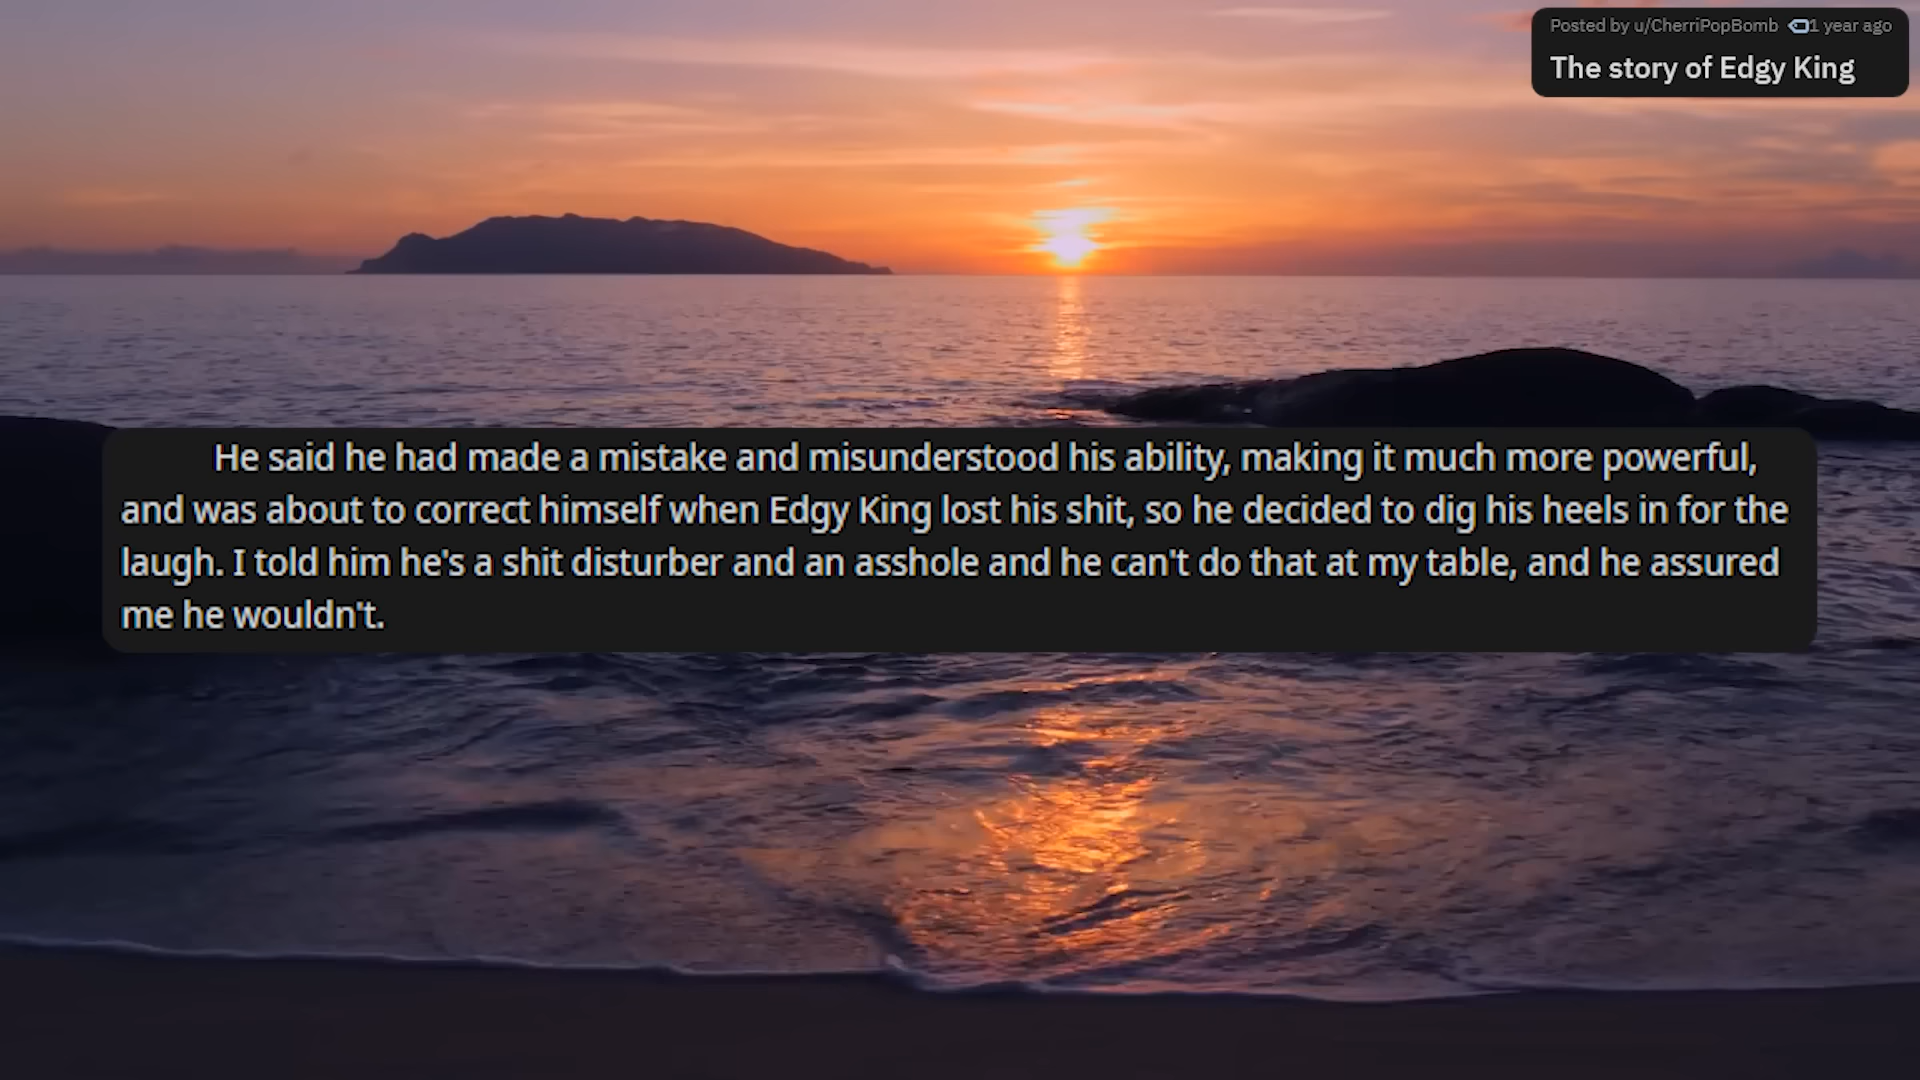 Posted by u/CherriPopBomb 1 year ago
The story of Edgy King
He said he had made a mistake and misunderstood his ability, making it much more powerful,
and was about to correct himself when Edgy King lost his shit, so he decided to dig his heels in for the
laugh. I told him he's a shit disturber and an asshole and he can't do that at my table, and he assured
me he wouldn't.